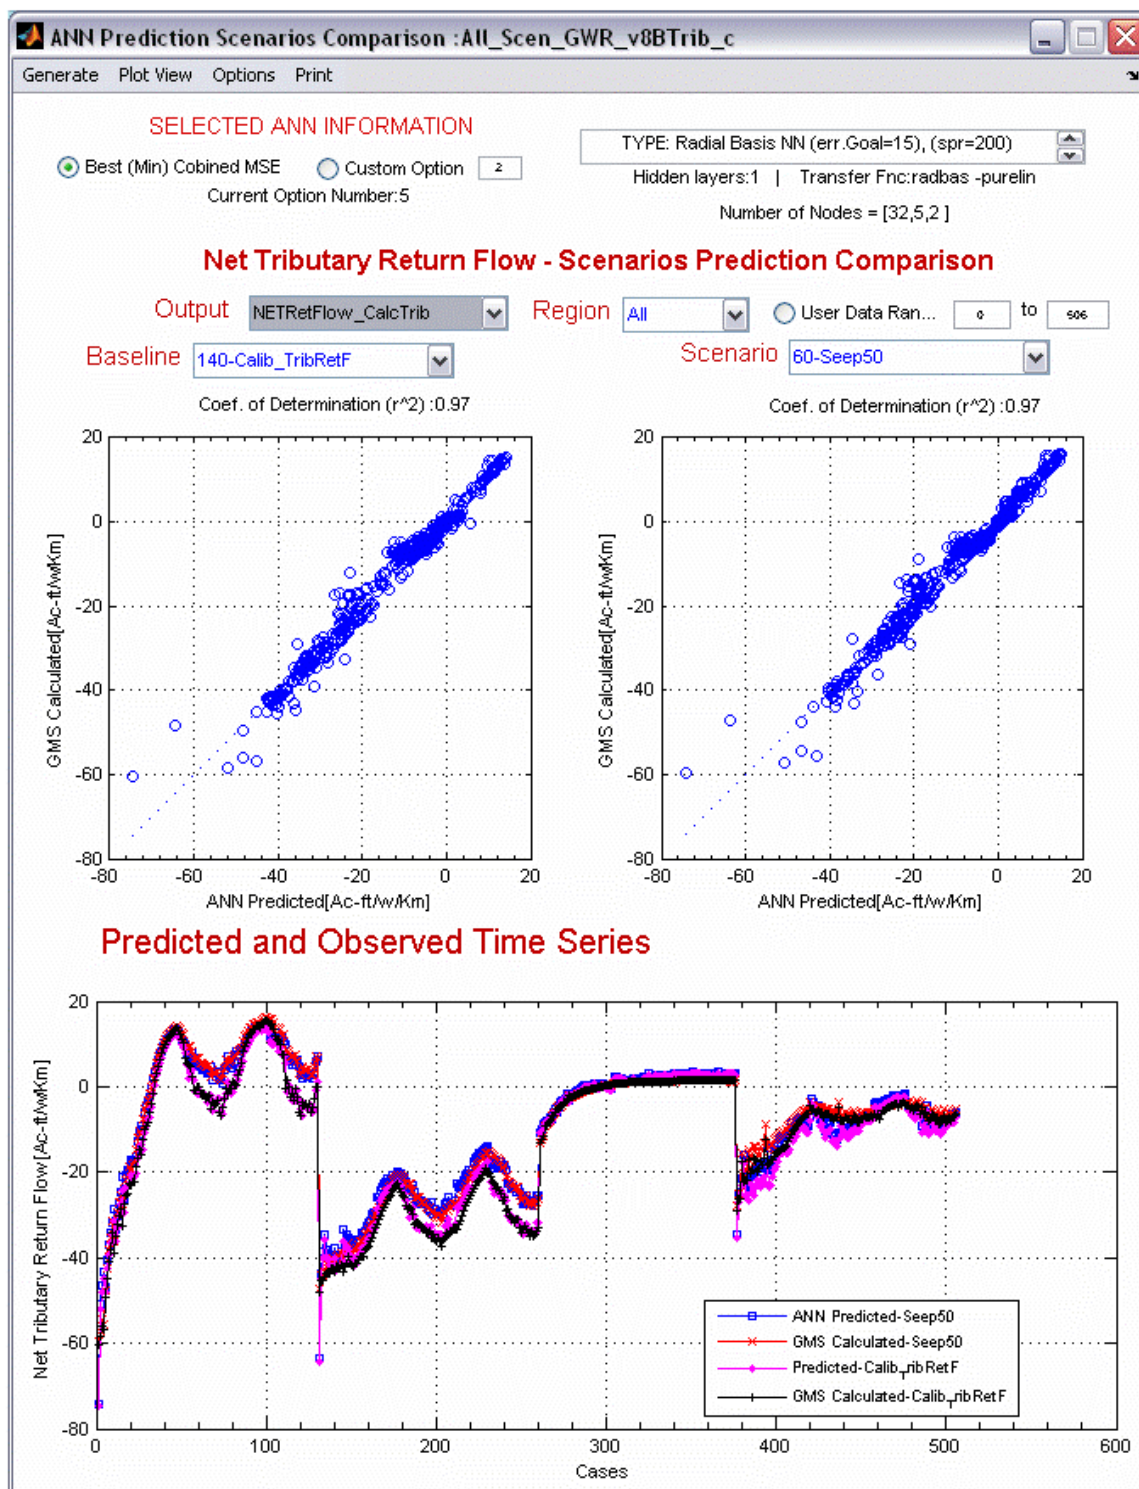 ANN Prediction Scenarios Comparison :All_Scen_GWR_v8BTrib_c
Generate Plot View Options Print
SELECTED ANN INFORMATION
TYPE: Radial Basis NN (err.Goal=15), (spr=200)
Best (Min) Cobined MSE Custom Option 2
Hidden layers:1 | Transfer Fnc:radbas -purelin
Current Option Number:5
Number of Nodes = [32,5,2 ]
Net Tributary Return Flow - Scenarios Prediction Comparison
Output NETRetFlow_CalcTrib Region All User Data Ran... 0 to 506
Baseline 140-Calib_TribRetF Scenario 60-Seep50
Coef. of Determination (r^2) :0.97
Coef. of Determination (r^2) :0.97
20
0
-20
-40
-60
-80
GMS Calculated[Ac-ft/w/Km]
-80 -60 -40 -20 0 20
ANN Predicted[Ac-ft/w/Km]
20
0
-20
-40
-60
-80
GMS Calculated[Ac-ft/w/Km]
-80 -60 -40 -20 0 20
ANN Predicted[Ac-ft/w/Km]
Predicted and Observed Time Series
20
0
-20
-40
-60
-80
Net Tributary Return Flow[Ac-ft/w/Km]
ANN Predicted-Seep50
GMS Calculated-Seep50
Predicted-Calib_TribRetF
GMS Calculated-Calib_TribRetF
0 100 200 300 400 500 600
Cases